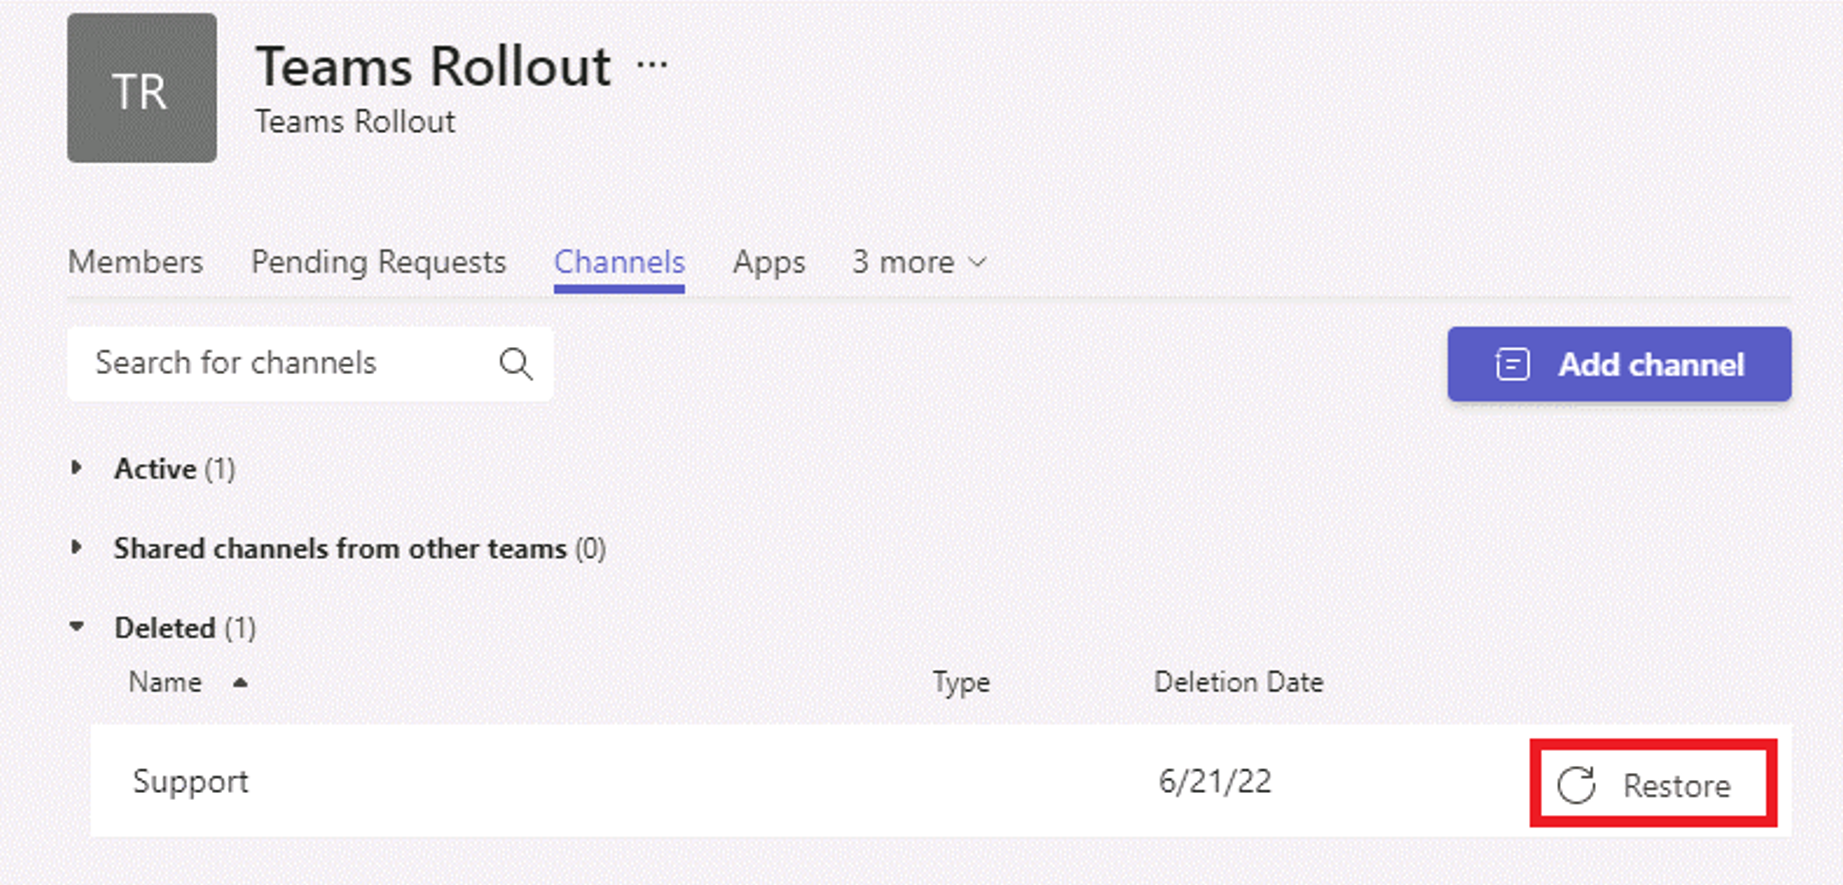 TR
Teams Rollout ...
Teams Rollout
Members Pending Requests Channels Apps 3 more
Search for channels
Add channel
Active (1)
Shared channels from other teams (0)
Deleted (1)
Name Type Deletion Date
Support 6/21/22 Restore